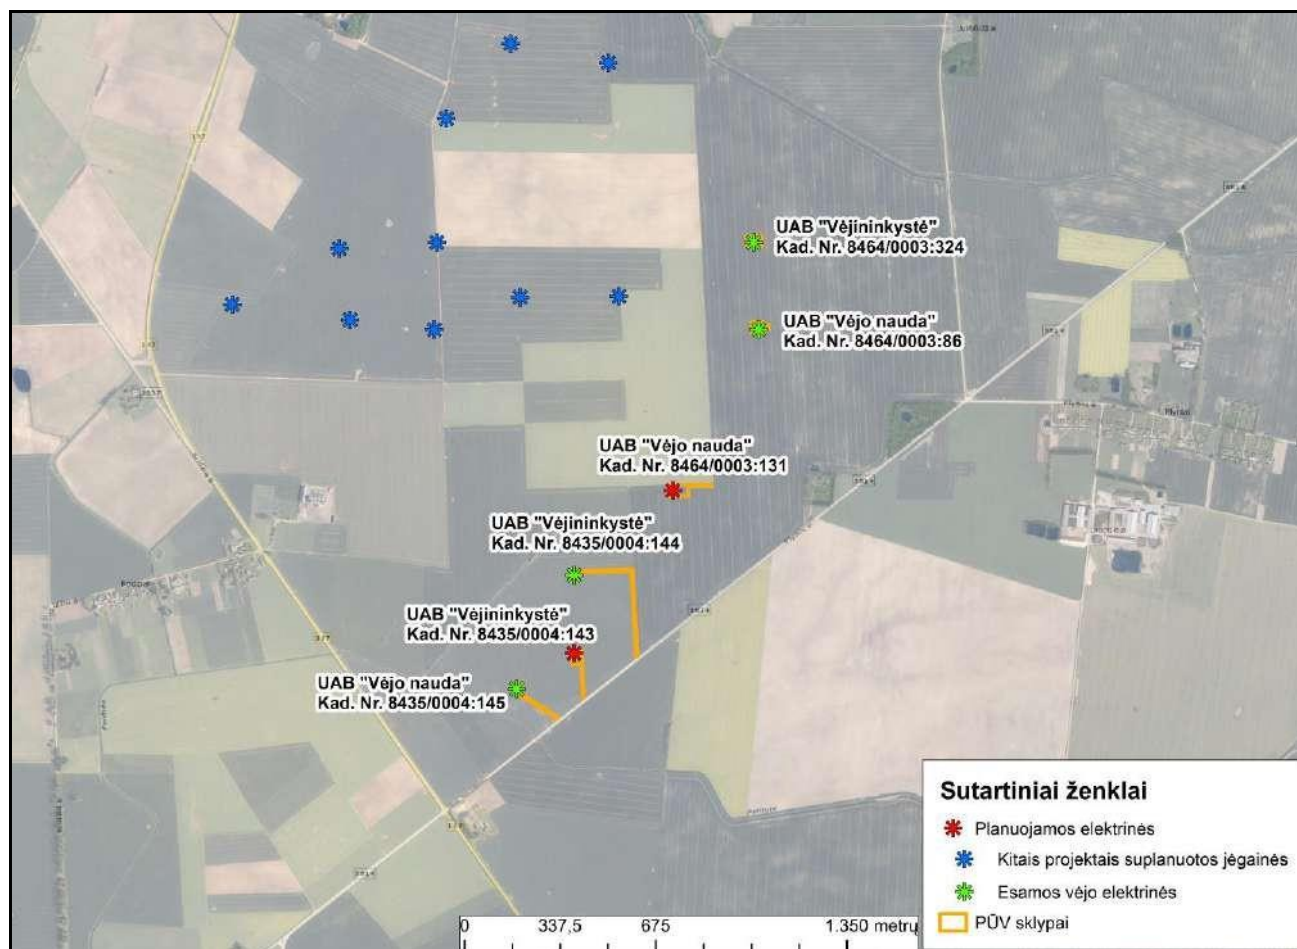 137
UAB "Vėjininkystė"
Kad. Nr. 8464/0003:324
UAB "Vėjo nauda"
Kad. Nr. 8464/0003:86
UAB "Vėjo nauda"
Kad. Nr. 8464/0003:131
UAB "Vėjininkystė"
Kad. Nr. 8435/0004:144
UAB "Vėjininkystė"
Kad. Nr. 8435/0004:143
UAB "Vėjo nauda"
Kad. Nr. 8435/0004:145
Sutartiniai ženklai
Planuojamos elektrinės
Kitais projektais suplanuotos jėgainės
Esamos vėjo elektrinės
PŪV sklypai
0 337,5 675 1.350 metrų